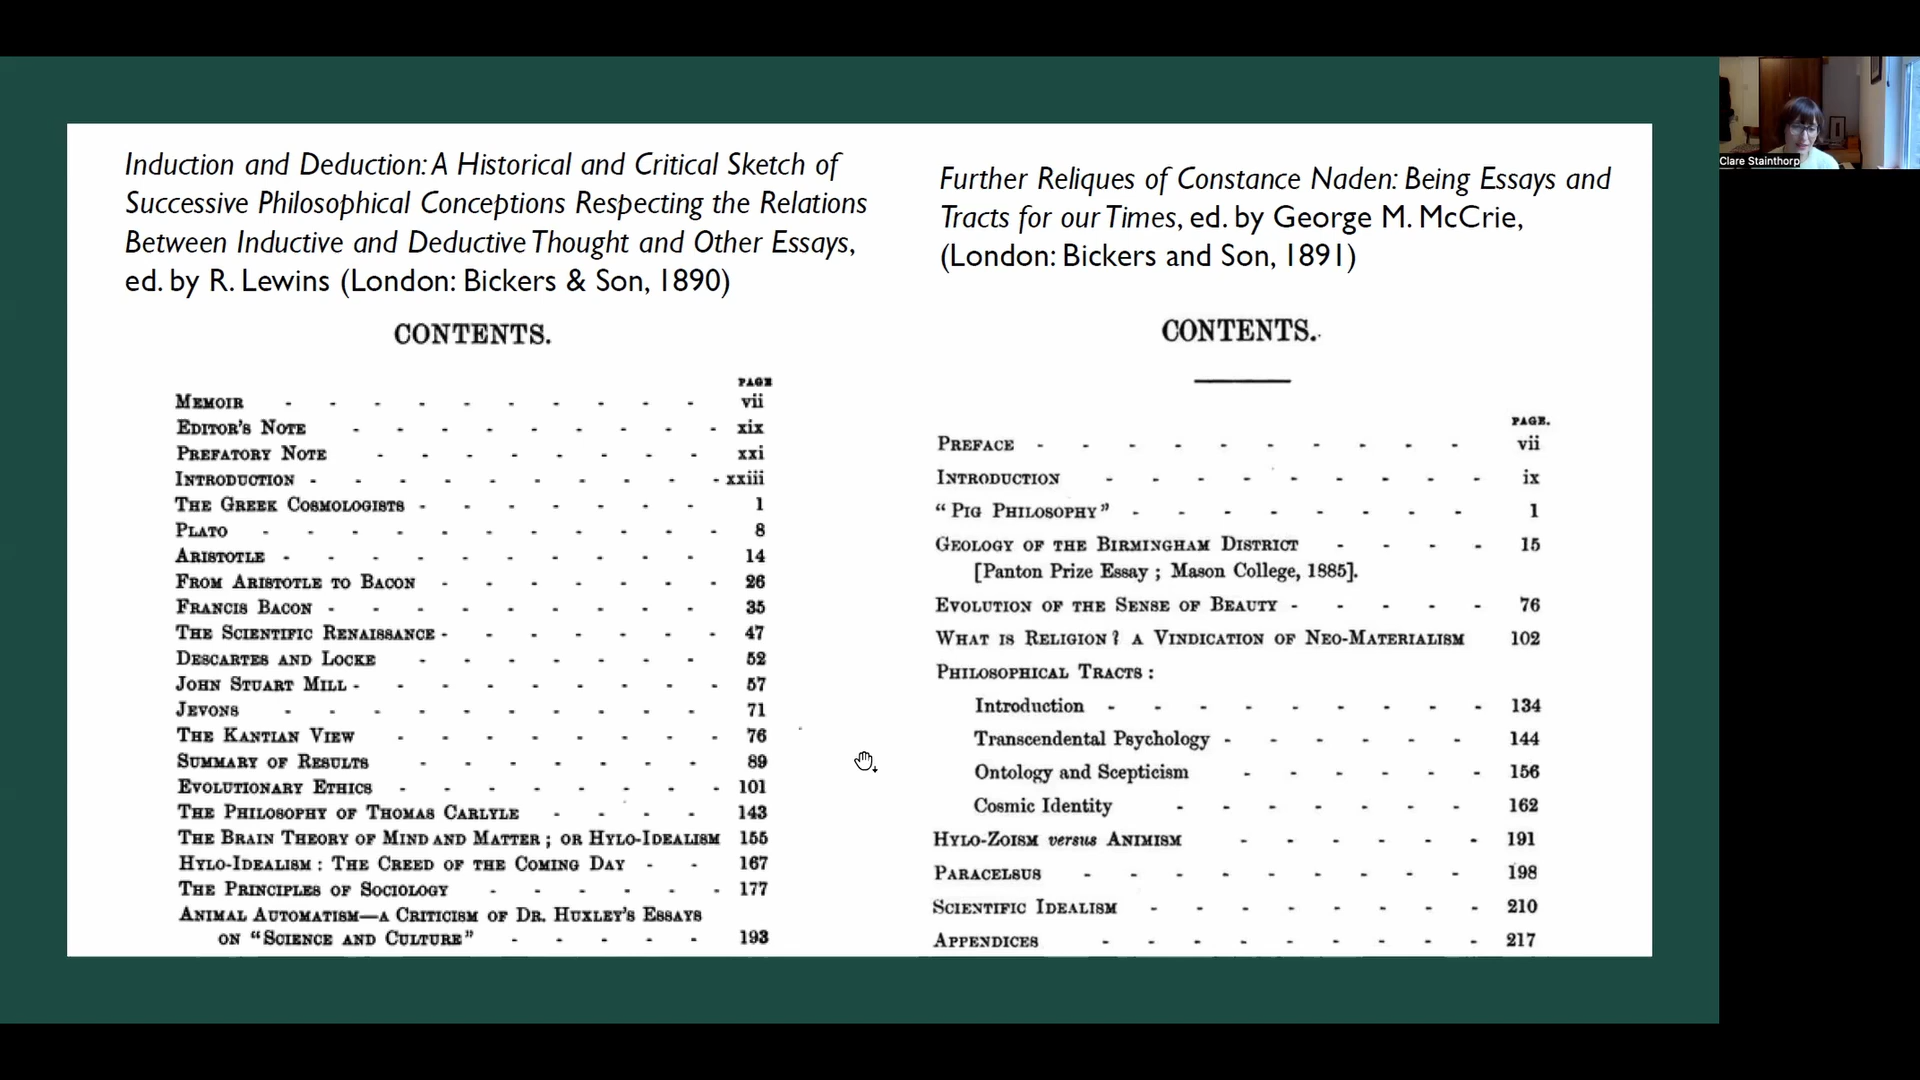 Induction and Deduction: A Historical and Critical Sketch of
Successive Philosophical Conceptions Respecting the Relations
Between Inductive and Deductive Thought and Other Essays,
ed. by R. Lewins (London: Bickers & Son, 1890)
CONTENTS.
PAGE
MEMOIR - - - - - - - - - - vii
EDITOR'S NOTE - - - - - - - - - xix
PREFATORY NOTE - - - - - - - - xxi
INTRODUCTION - - - - - - - - - - xxiii
THE GREEK COSMOLOGISTS - - - - - - - 1
PLATO - - - - - - - - - - 8
ARISTOTLE - - - - - - - - - - 14
FROM ARISTOTLE TO BACON - - - - - - - 26
FRANCIS BACON - - - - - - - - - 35
THE SCIENTIFIC RENAISSANCE - - - - - - - 47
DESCARTES AND LOCKE - - - - - - - 52
JOHN STUART MILL - - - - - - - - - 57
JEVONS - - - - - - - - - - 71
THE KANTIAN VIEW - - - - - - - - 76
SUMMARY OF RESULTS - - - - - - - 89
EVOLUTIONARY ETHICS - - - - - - - - 101
THE PHILOSOPHY OF THOMAS CARLYLE - - - - 143
THE BRAIN THEORY OF MIND AND MATTER; OR HYLO-IDEALISM 155
HYLO-IDEALISM: THE CREED OF THE COMING DAY - - 167
THE PRINCIPLES OF SOCIOLOGY - - - - - - 177
ANIMAL AUTOMATISM—A CRITICISM OF DR. HUXLEY'S ESSAYS
ON "SCIENCE AND CULTURE" - - - - - 193
Further Reliques of Constance Naden: Being Essays and
Tracts for our Times, ed. by George M. McCrie,
(London: Bickers and Son, 1891)
CONTENTS.
PAGE.
PREFACE - - - - - - - - - - vii
INTRODUCTION - - - - - - - - - ix
"PIG PHILOSOPHY" - - - - - - - - 1
GEOLOGY OF THE BIRMINGHAM DISTRICT - - - - 15
[Panton Prize Essay; Mason College, 1885].
EVOLUTION OF THE SENSE OF BEAUTY - - - - - 76
WHAT IS RELIGION? A VINDICATION OF NEO-MATERIALISM 102
PHILOSOPHICAL TRACTS:
Introduction - - - - - - - - - 134
Transcendental Psychology - - - - - - 144
Ontology and Scepticism - - - - - - 156
Cosmic Identity - - - - - - - 162
HYLO-ZOISM versus ANIMISM - - - - - - 191
PARACELSUS - - - - - - - - - 198
SCIENTIFIC IDEALISM - - - - - - - - 210
APPENDICES - - - - - - - - - 217
Clare Stainthorp